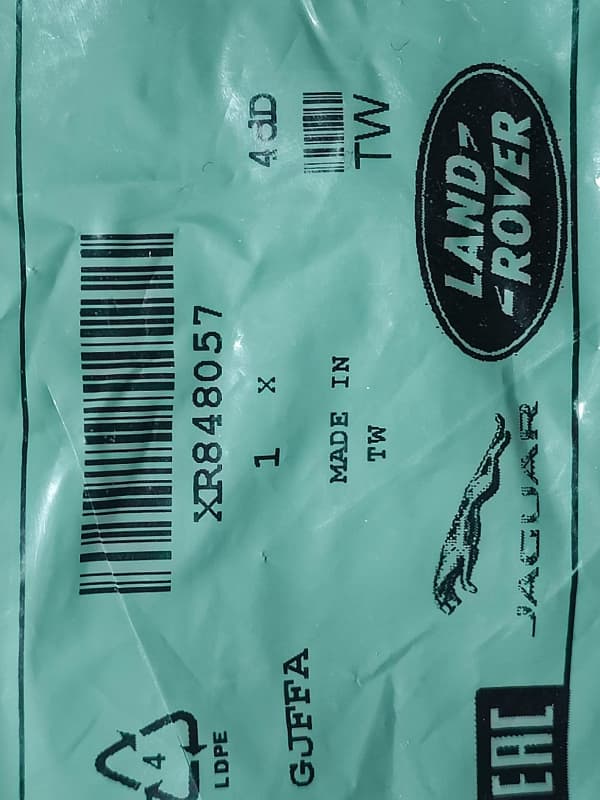 LAND
ROVER
JAGUAR
EAC
43D
TW
MADE IN
TW
1 X
XR848057
GJFFA
4
LDPE